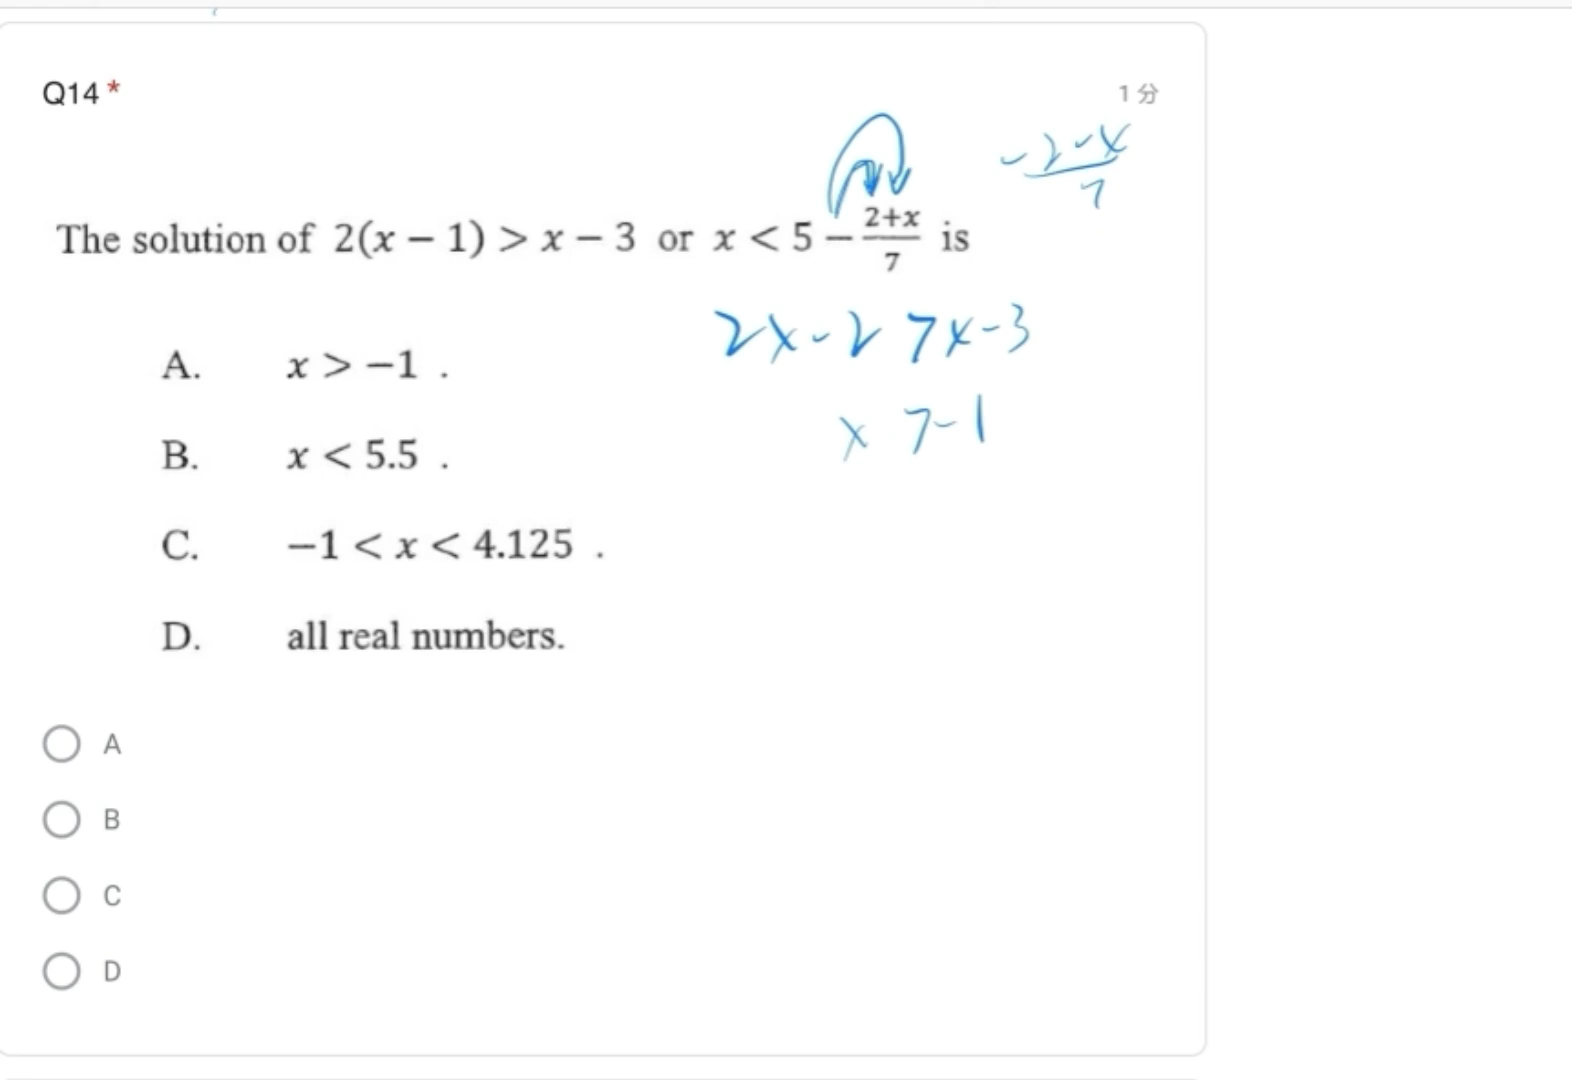 Q14 *
1 分
-2-x
7
The solution of 2(x − 1) > x − 3 or x < 5 − (2+x)/7 is
2x-2 > x-3
x > -1
A. x > −1 .
B. x < 5.5 .
C. −1 < x < 4.125 .
D. all real numbers.
A
B
C
D